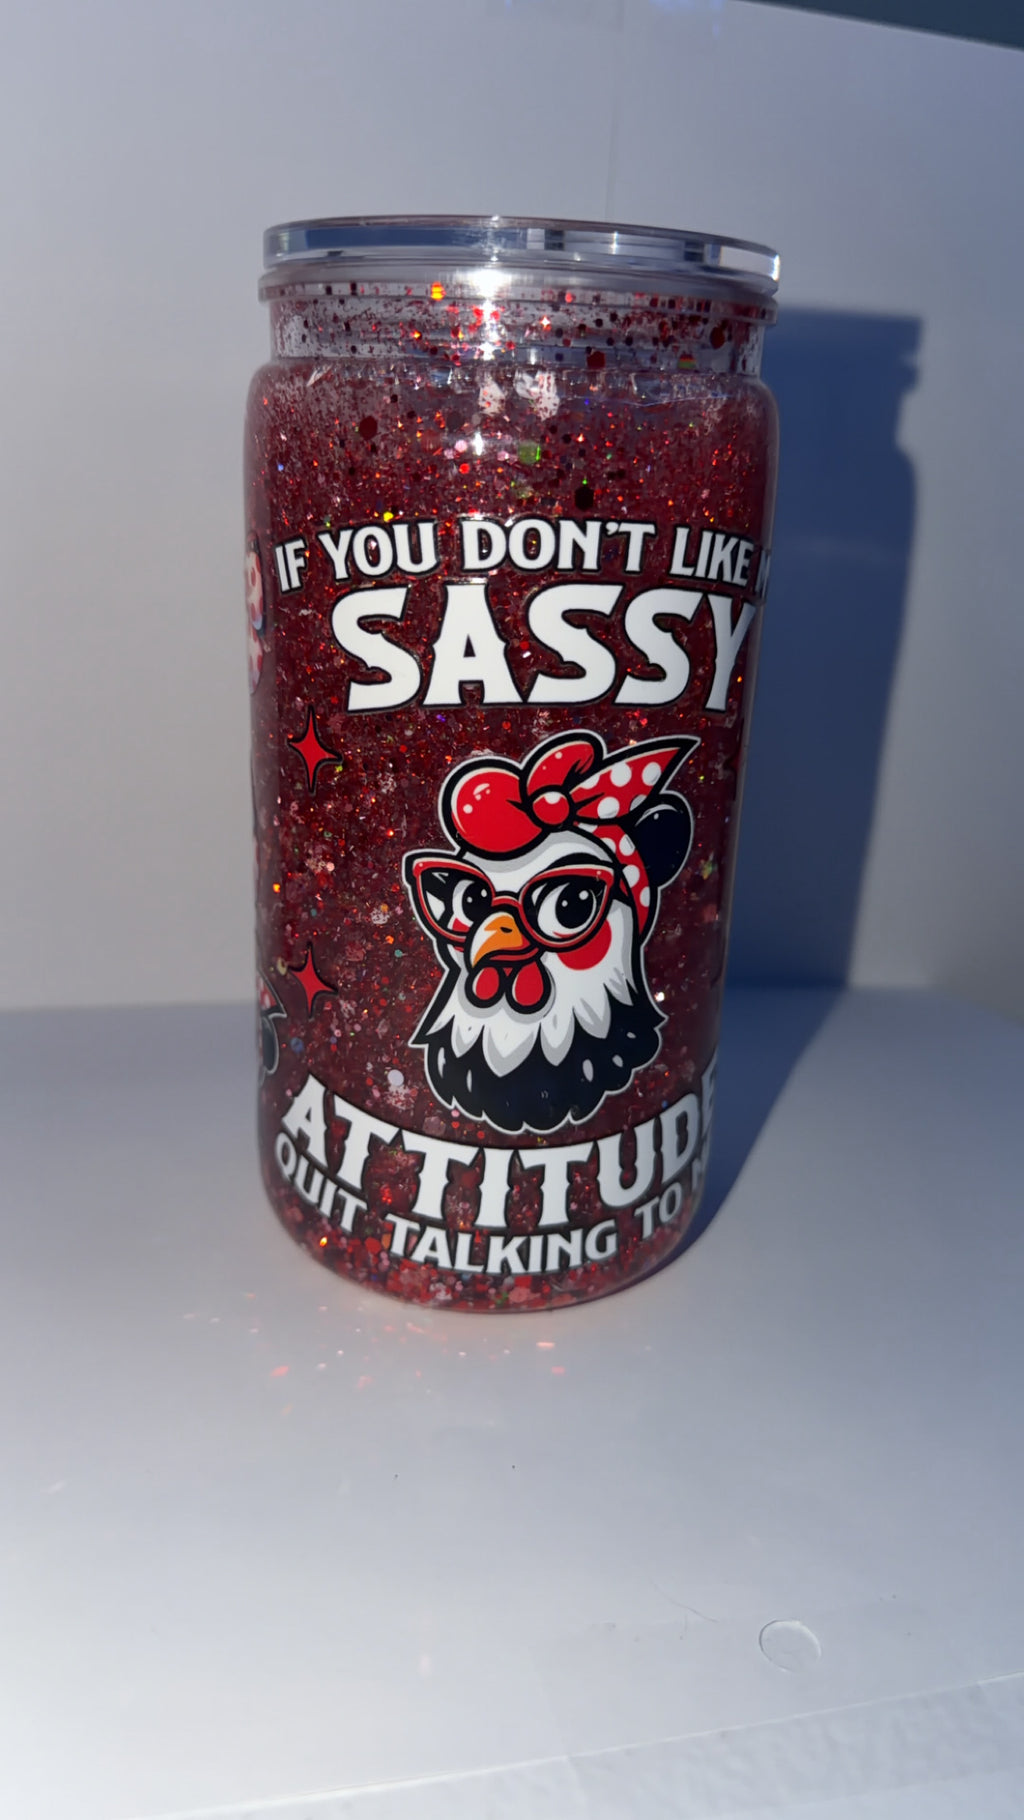 IF YOU DON'T LIKE
SASSY
ATTITUDE
QUIT TALKING TO